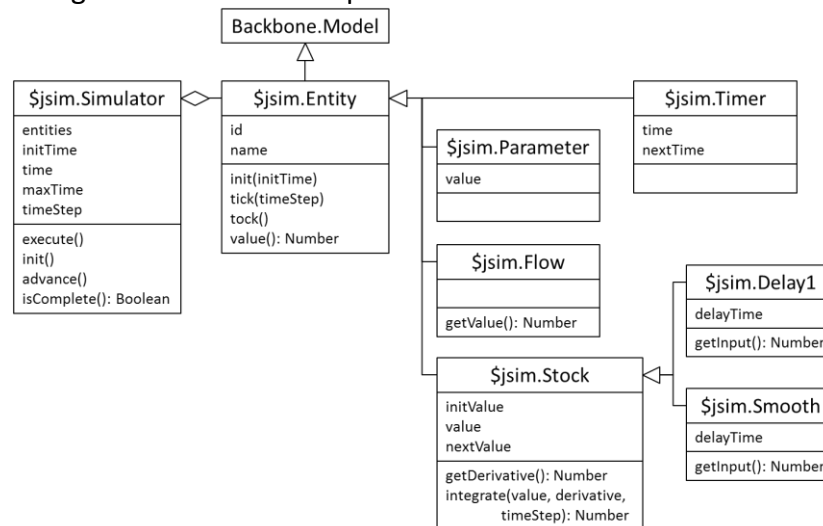 Backbone.Model
$jsim.Simulator
entities
initTime
time
maxTime
timeStep
execute()
init()
advance()
isComplete(): Boolean
$jsim.Entity
id
name
init(initTime)
tick(timeStep)
tock()
value(): Number
$jsim.Timer
time
nextTime
$jsim.Parameter
value
$jsim.Flow
getValue(): Number
$jsim.Stock
initValue
value
nextValue
getDerivative(): Number
integrate(value, derivative,
timeStep): Number
$jsim.Delay1
delayTime
getInput(): Number
$jsim.Smooth
delayTime
getInput(): Number